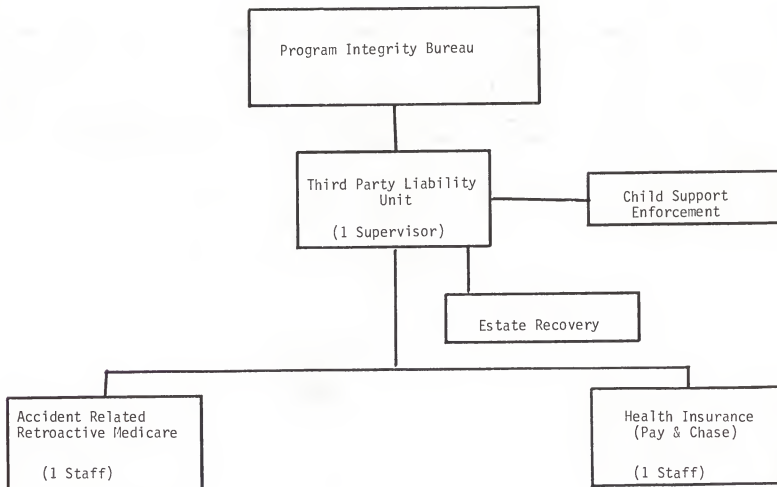 Program Integrity Bureau
Third Party Liability
Unit
(1 Supervisor)
Child Support
Enforcement
Estate Recovery
Accident Related
Retroactive Medicare
(1 Staff)
Health Insurance
(Pay & Chase)
(1 Staff)